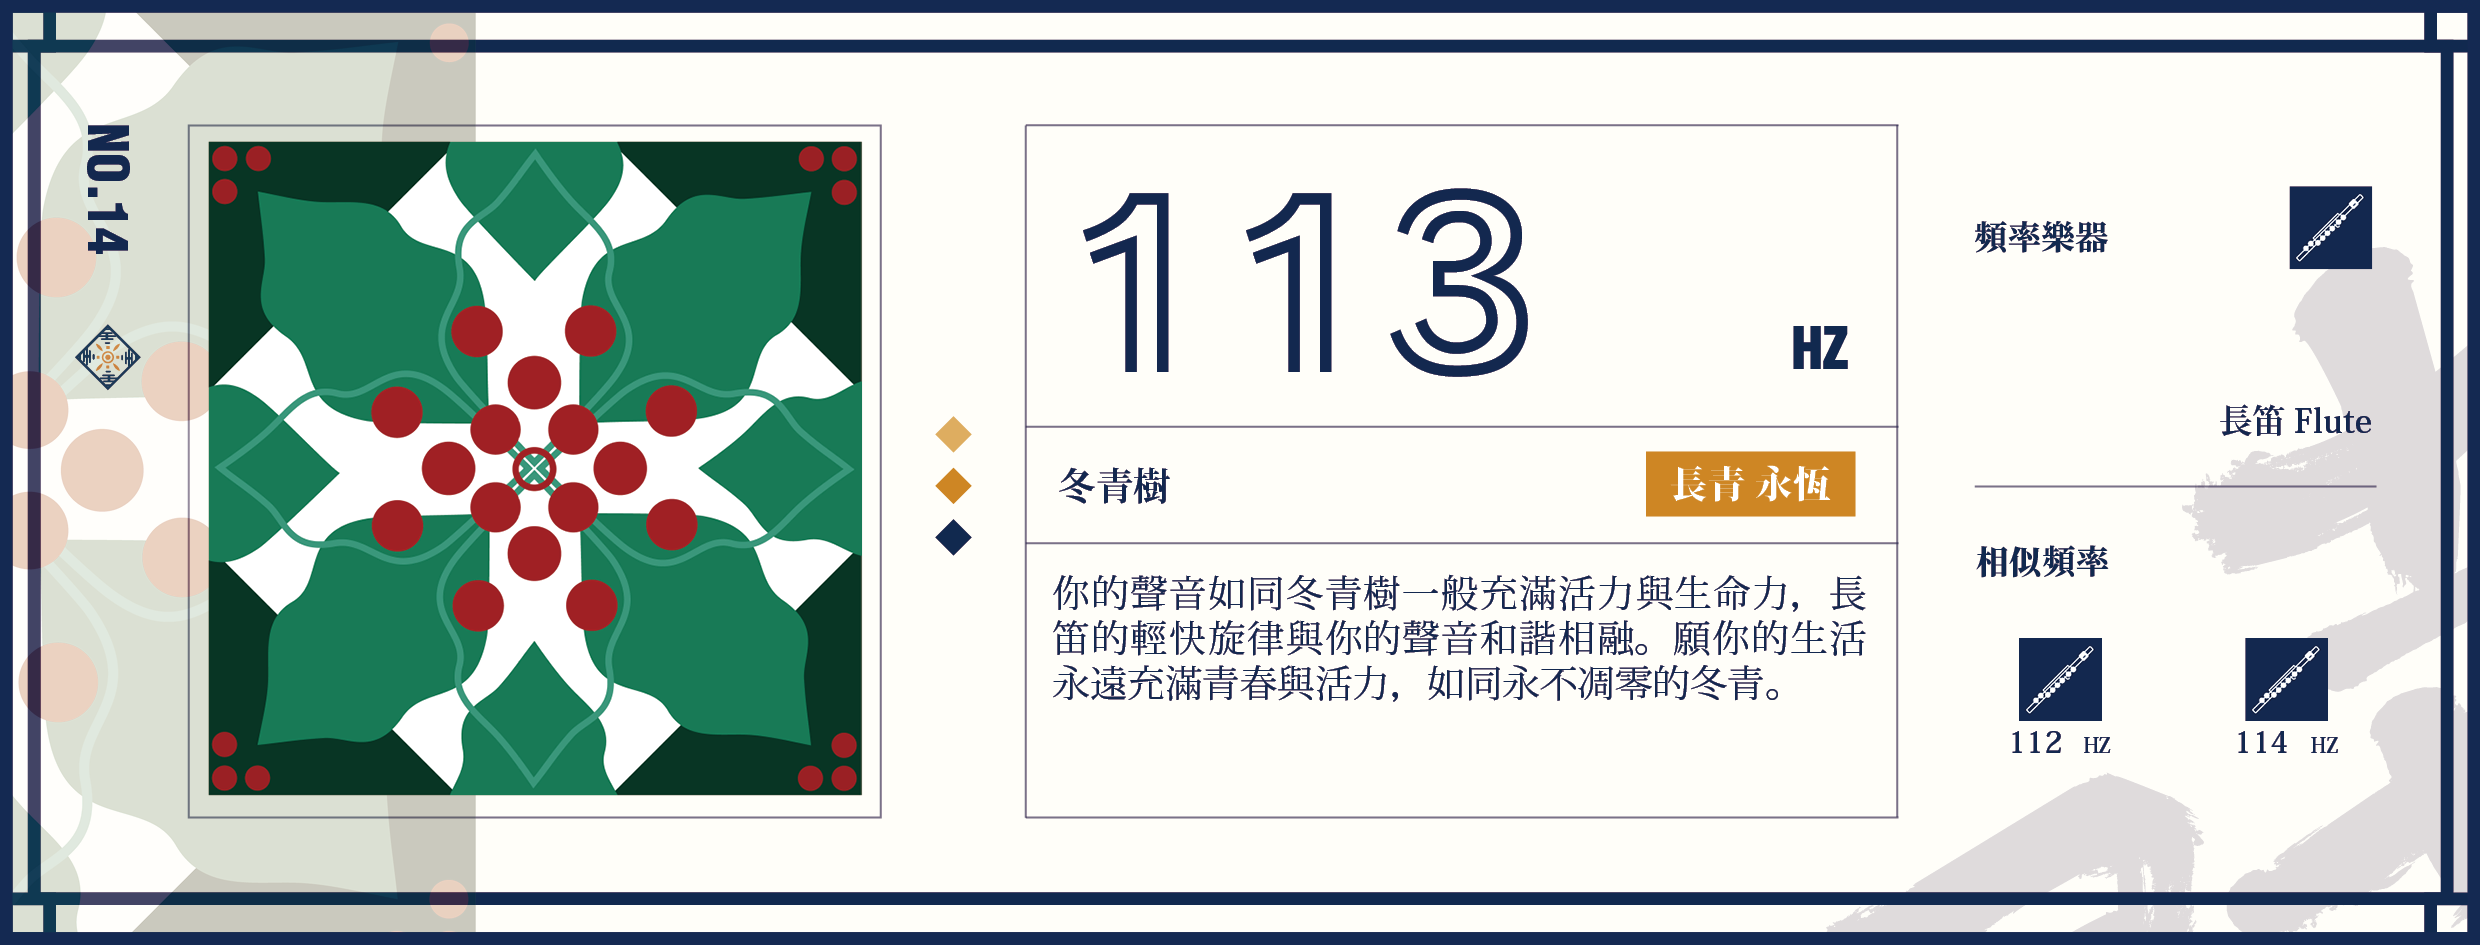 NO.14
113
HZ
冬青樹
長青 永恆
你的聲音如同冬青樹一般充滿活力與生命力，長
笛的輕快旋律與你的聲音和諧相融。願你的生活
永遠充滿青春與活力，如同永不凋零的冬青。
頻率樂器
長笛 Flute
相似頻率
112 HZ
114 HZ